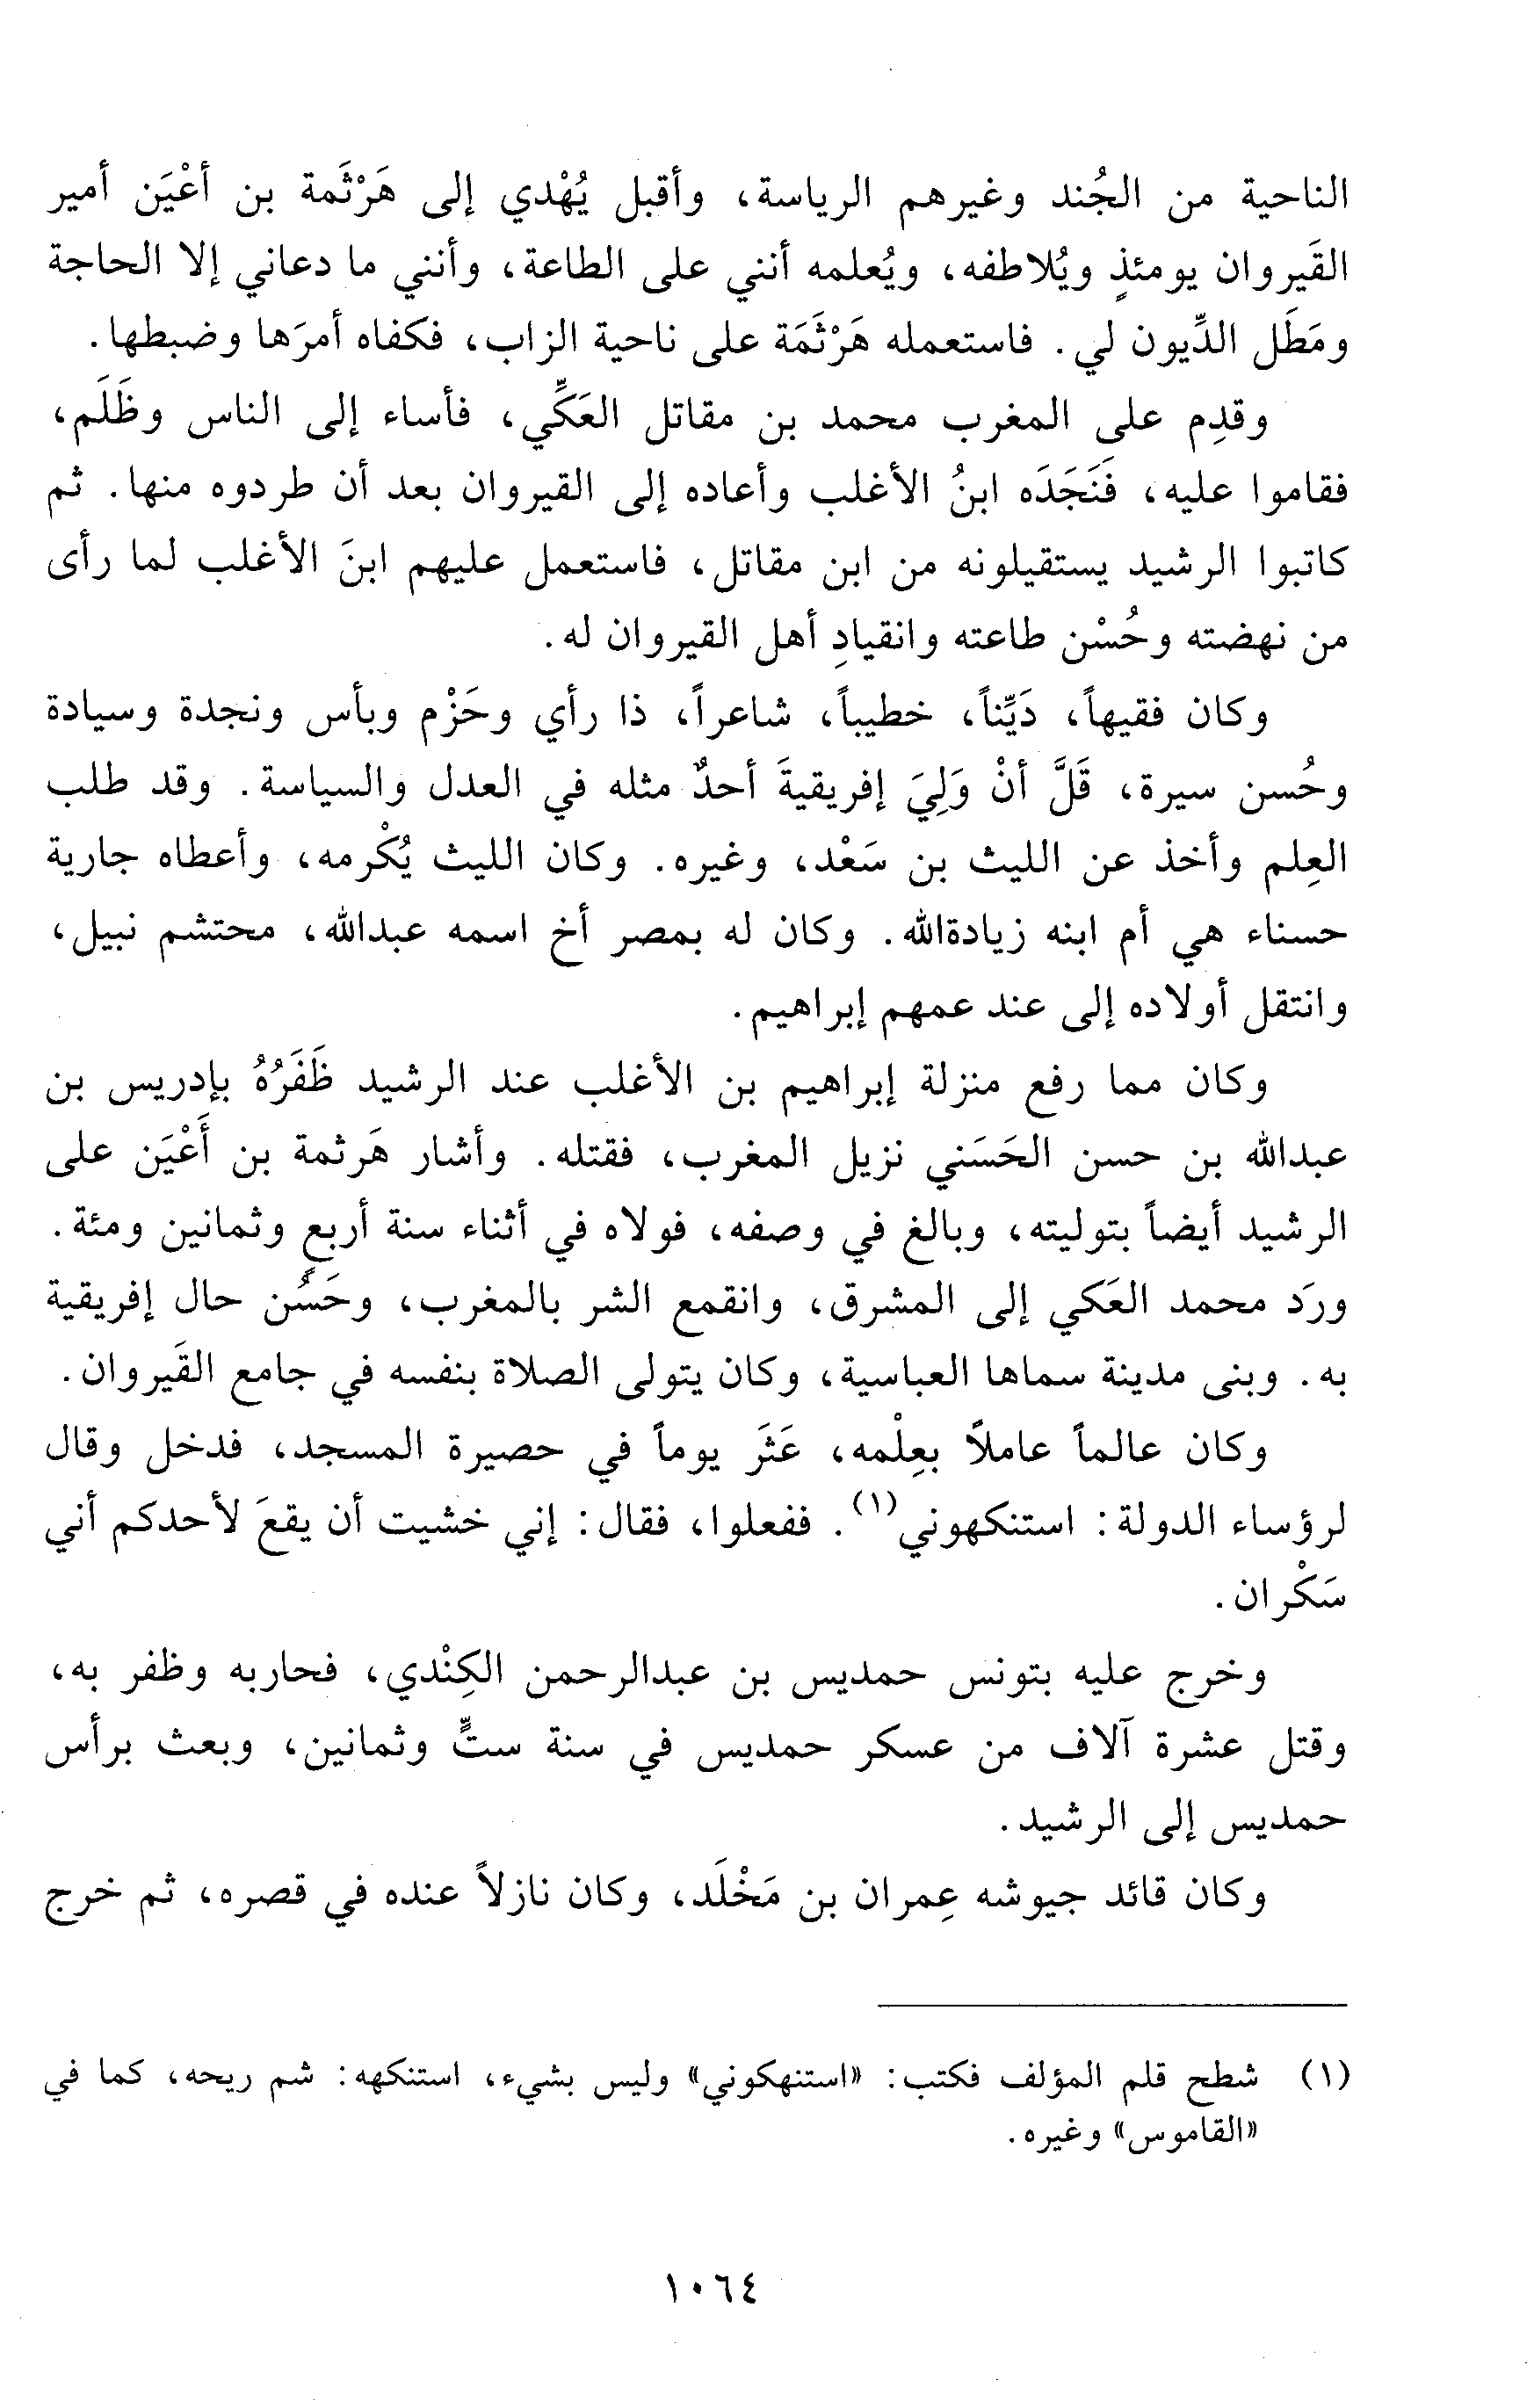 الناحية من الجُند وغيرهم الرياسة، وأقبل يُهْدي إلى هَرْثَمة بن أعْيَن أمير
القَيروان يومئذٍ ويُلاطفه، ويُعلمه أنني على الطاعة، وأنني ما دعاني إلا الحاجة
ومَطَل الدِّيون لي. فاستعمله هَرْثَمَة على ناحية الزاب، فكفاه أمرَها وضبطها.
وقدِم على المغرب محمد بن مقاتل العَكِّي، فأساء إلى الناس وظَلَم،
فقاموا عليه، فَنَجَدَه ابنُ الأغلب وأعاده إلى القيروان بعد أن طردوه منها. ثم
كاتبوا الرشيد يستقيلونه من ابن مقاتل، فاستعمل عليهم ابنَ الأغلب لما رأى
من نهضته وحُسْن طاعته وانقيادِ أهل القيروان له.
وكان فقيهاً، دَيِّناً، خطيباً، شاعراً، ذا رأي وحَزْم وبأس ونجدة وسيادة
وحُسن سيرة، قَلَّ أنْ وَلِيَ إفريقيةَ أحدٌ مثله في العدل والسياسة. وقد طلب
العِلم وأخذ عن الليث بن سَعْد، وغيره. وكان الليث يُكْرمه، وأعطاه جارية
حسناء هي أم ابنه زيادةالله. وكان له بمصر أخ اسمه عبدالله، محتشم نبيل،
وانتقل أولاده إلى عند عمهم إبراهيم.
وكان مما رفع منزلة إبراهيم بن الأغلب عند الرشيد ظَفَرُهُ بإدريس بن
عبدالله بن حسن الحَسَني نزيل المغرب، فقتله. وأشار هَرثمة بن أَعْيَن على
الرشيد أيضاً بتوليته، وبالغ في وصفه، فولاه في أثناء سنة أربعٍ وثمانين ومئة.
وردَ محمد العَكي إلى المشرق، وانقمع الشر بالمغرب، وحَسُن حال إفريقية
به. وبنى مدينة سماها العباسية، وكان يتولى الصلاة بنفسه في جامع القَيروان.
وكان عالماً عاملاً بعِلْمه، عَثَر يوماً في حصيرة المسجد، فدخل وقال
لرؤساء الدولة: استنكهوني(١). ففعلوا، فقال: إني خشيت أن يقعَ لأحدكم أني
سَكْران.
وخرج عليه بتونس حمديس بن عبدالرحمن الكِنْدي، فحاربه وظفر به،
وقتل عشرة آلاف من عسكر حمديس في سنة ستٍّ وثمانين، وبعث برأس
حمديس إلى الرشيد.
وكان قائد جيوشه عِمران بن مَخْلَد، وكان نازلاً عنده في قصره، ثم خرج
(١) شطح قلم المؤلف فكتب: «استنهكوني» وليس بشيء، استنكهه: شم ريحه، كما في
«القاموس» وغيره.
١٠٦٤